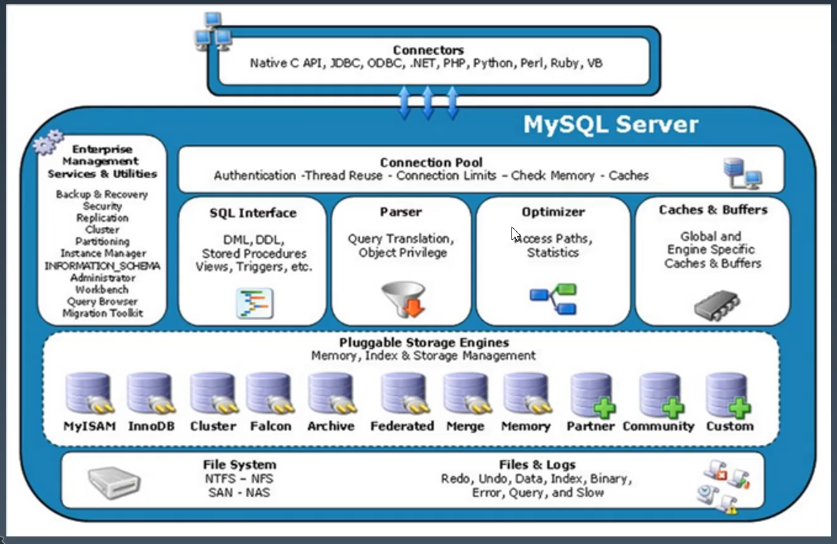 Connectors
Native C API, JDBC, ODBC, .NET, PHP, Python, Perl, Ruby, VB
MySQL Server
Enterprise
Management
Services & Utilities
Backup & Recovery
Security
Replication
Cluster
Partitioning
Instance Manager
INFORMATION_SCHEMA
Administrator
Workbench
Query Browser
Migration Toolkit
Connection Pool
Authentication -Thread Reuse - Connection Limits – Check Memory - Caches
SQL Interface
DML, DDL,
Stored Procedures
Views, Triggers, etc.
Parser
Query Translation,
Object Privilege
Optimizer
Access Paths,
Statistics
Caches & Buffers
Global and
Engine Specific
Caches & Buffers
Pluggable Storage Engines
Memory, Index & Storage Management
MyISAM
InnoDB
Cluster
Falcon
Archive
Federated
Merge
Memory
Partner
Community
Custom
File System
NTFS – NFS
SAN - NAS
Files & Logs
Redo, Undo, Data, Index, Binary,
Error, Query, and Slow